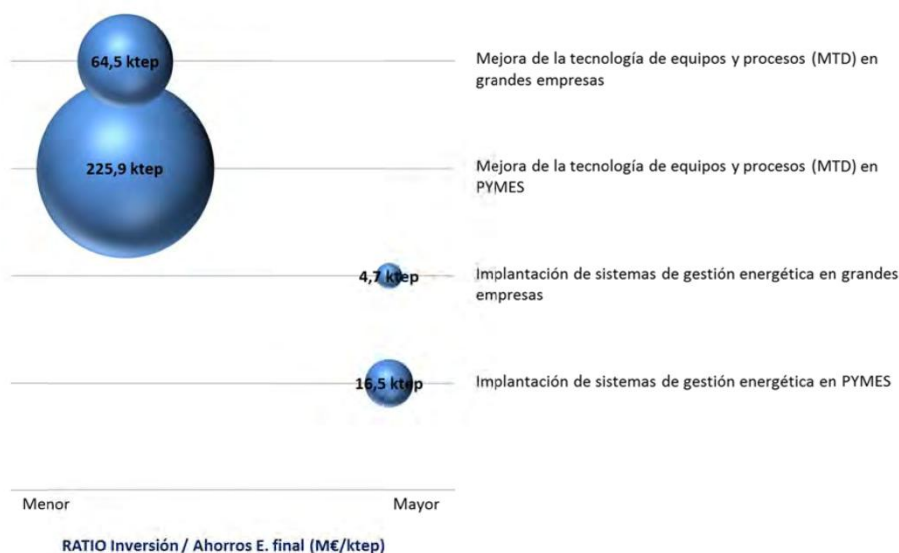 64,5 ktep
Mejora de la tecnología de equipos y procesos (MTD) en
grandes empresas
225,9 ktep
Mejora de la tecnología de equipos y procesos (MTD) en
PYMES
4,7 ktep
Implantación de sistemas de gestión energética en grandes
empresas
16,5 ktep
Implantación de sistemas de gestión energética en PYMES
Menor
Mayor
RATIO Inversión / Ahorros E. final (M€/ktep)